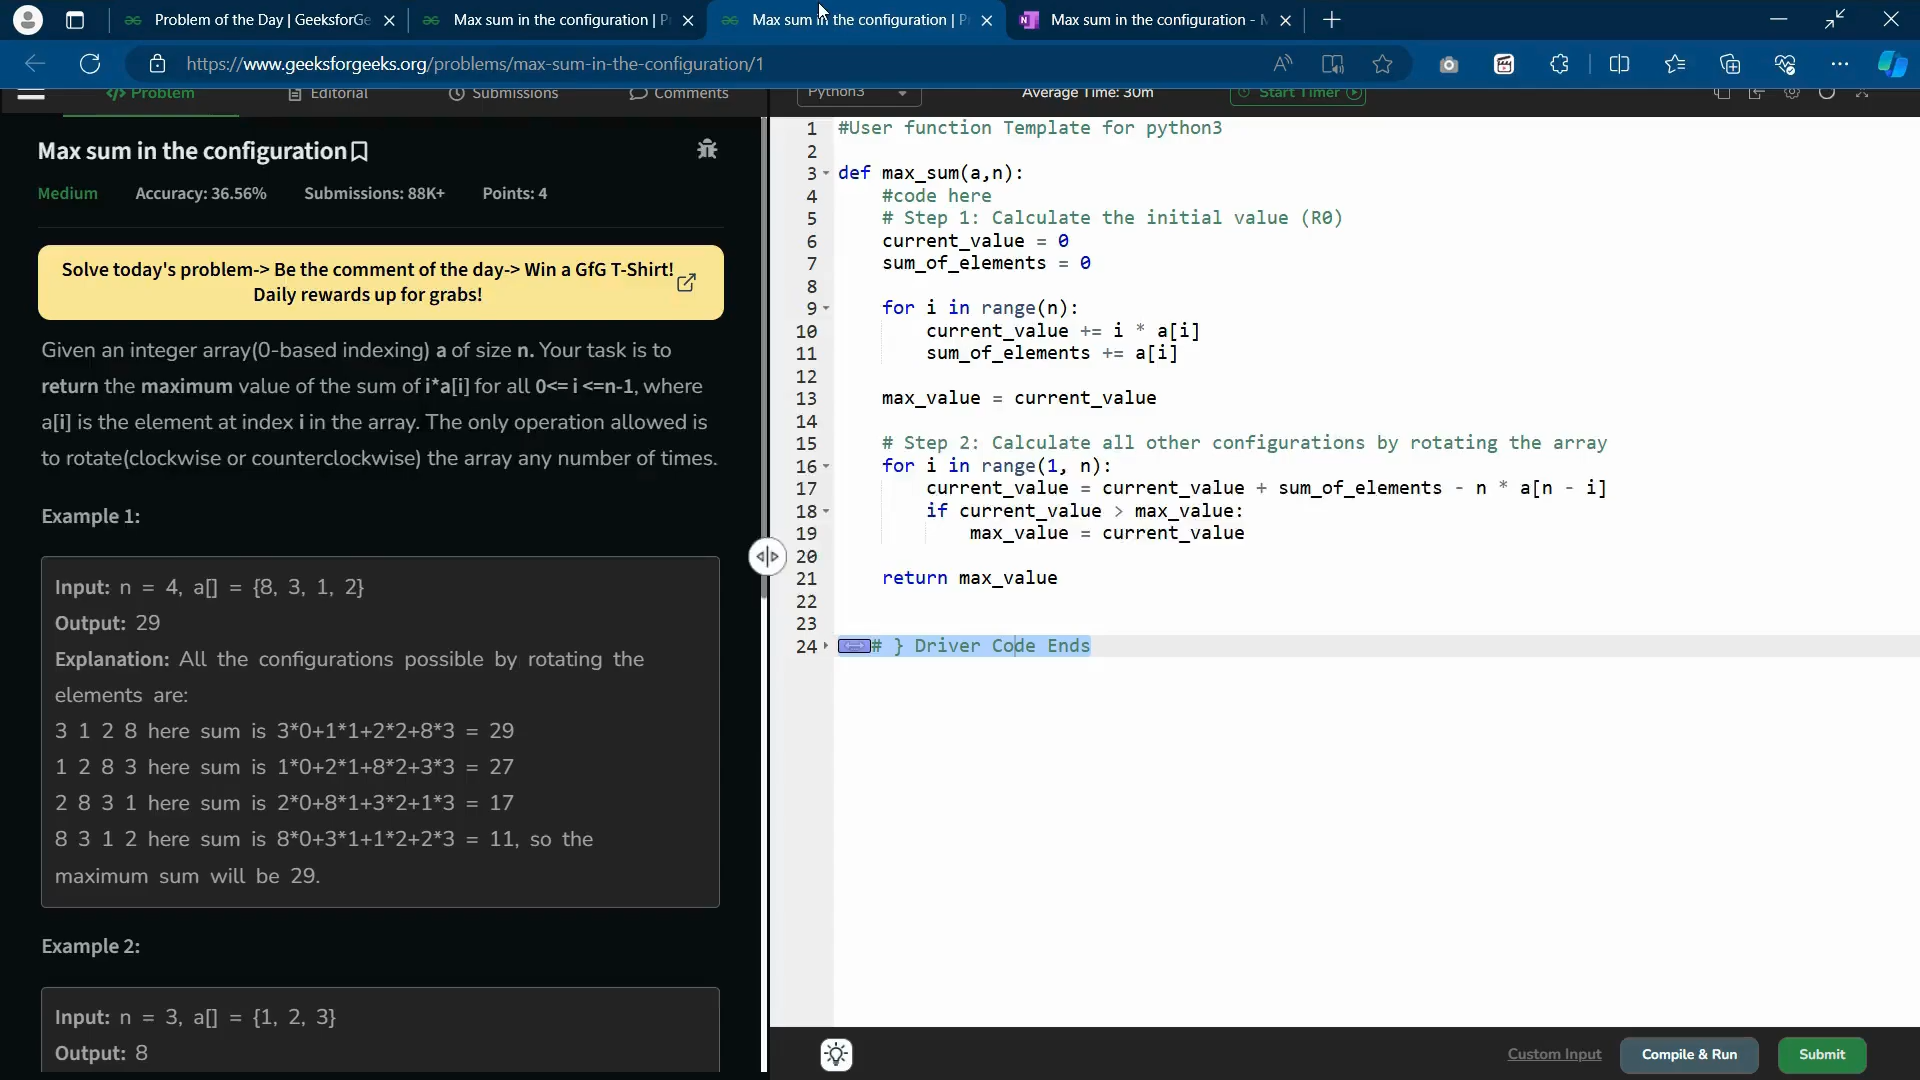 Problem of the Day | GeeksforGe
Max sum in the configuration | P
Max sum in the configuration | P
Max sum in the configuration - M
https://www.geeksforgeeks.org/problems/max-sum-in-the-configuration/1
</> Problem
Editorial
Submissions
Comments
Python3
Average Time: 30m
Start Timer
Max sum in the configuration
Medium Accuracy: 36.56% Submissions: 88K+ Points: 4
Solve today's problem-> Be the comment of the day-> Win a GfG T-Shirt!
Daily rewards up for grabs!
Given an integer array(0-based indexing) a of size n. Your task is to
return the maximum value of the sum of i*a[i] for all 0<= i <=n-1, where
a[i] is the element at index i in the array. The only operation allowed is
to rotate(clockwise or counterclockwise) the array any number of times.
Example 1:
Input: n = 4, a[] = {8, 3, 1, 2}
Output: 29
Explanation: All the configurations possible by rotating the
elements are:
3 1 2 8 here sum is 3*0+1*1+2*2+8*3 = 29
1 2 8 3 here sum is 1*0+2*1+8*2+3*3 = 27
2 8 3 1 here sum is 2*0+8*1+3*2+1*3 = 17
8 3 1 2 here sum is 8*0+3*1+1*2+2*3 = 11, so the
maximum sum will be 29.
Example 2:
Input: n = 3, a[] = {1, 2, 3}
Output: 8
1 #User function Template for python3
2
3 def max_sum(a,n):
4     #code here
5     # Step 1: Calculate the initial value (R0)
6     current_value = 0
7     sum_of_elements = 0
8
9     for i in range(n):
10         current_value += i * a[i]
11         sum_of_elements += a[i]
12
13     max_value = current_value
14
15     # Step 2: Calculate all other configurations by rotating the array
16     for i in range(1, n):
17         current_value = current_value + sum_of_elements - n * a[n - i]
18         if current_value > max_value:
19             max_value = current_value
20
21     return max_value
22
23
24 # } Driver Code Ends
Custom Input
Compile & Run
Submit